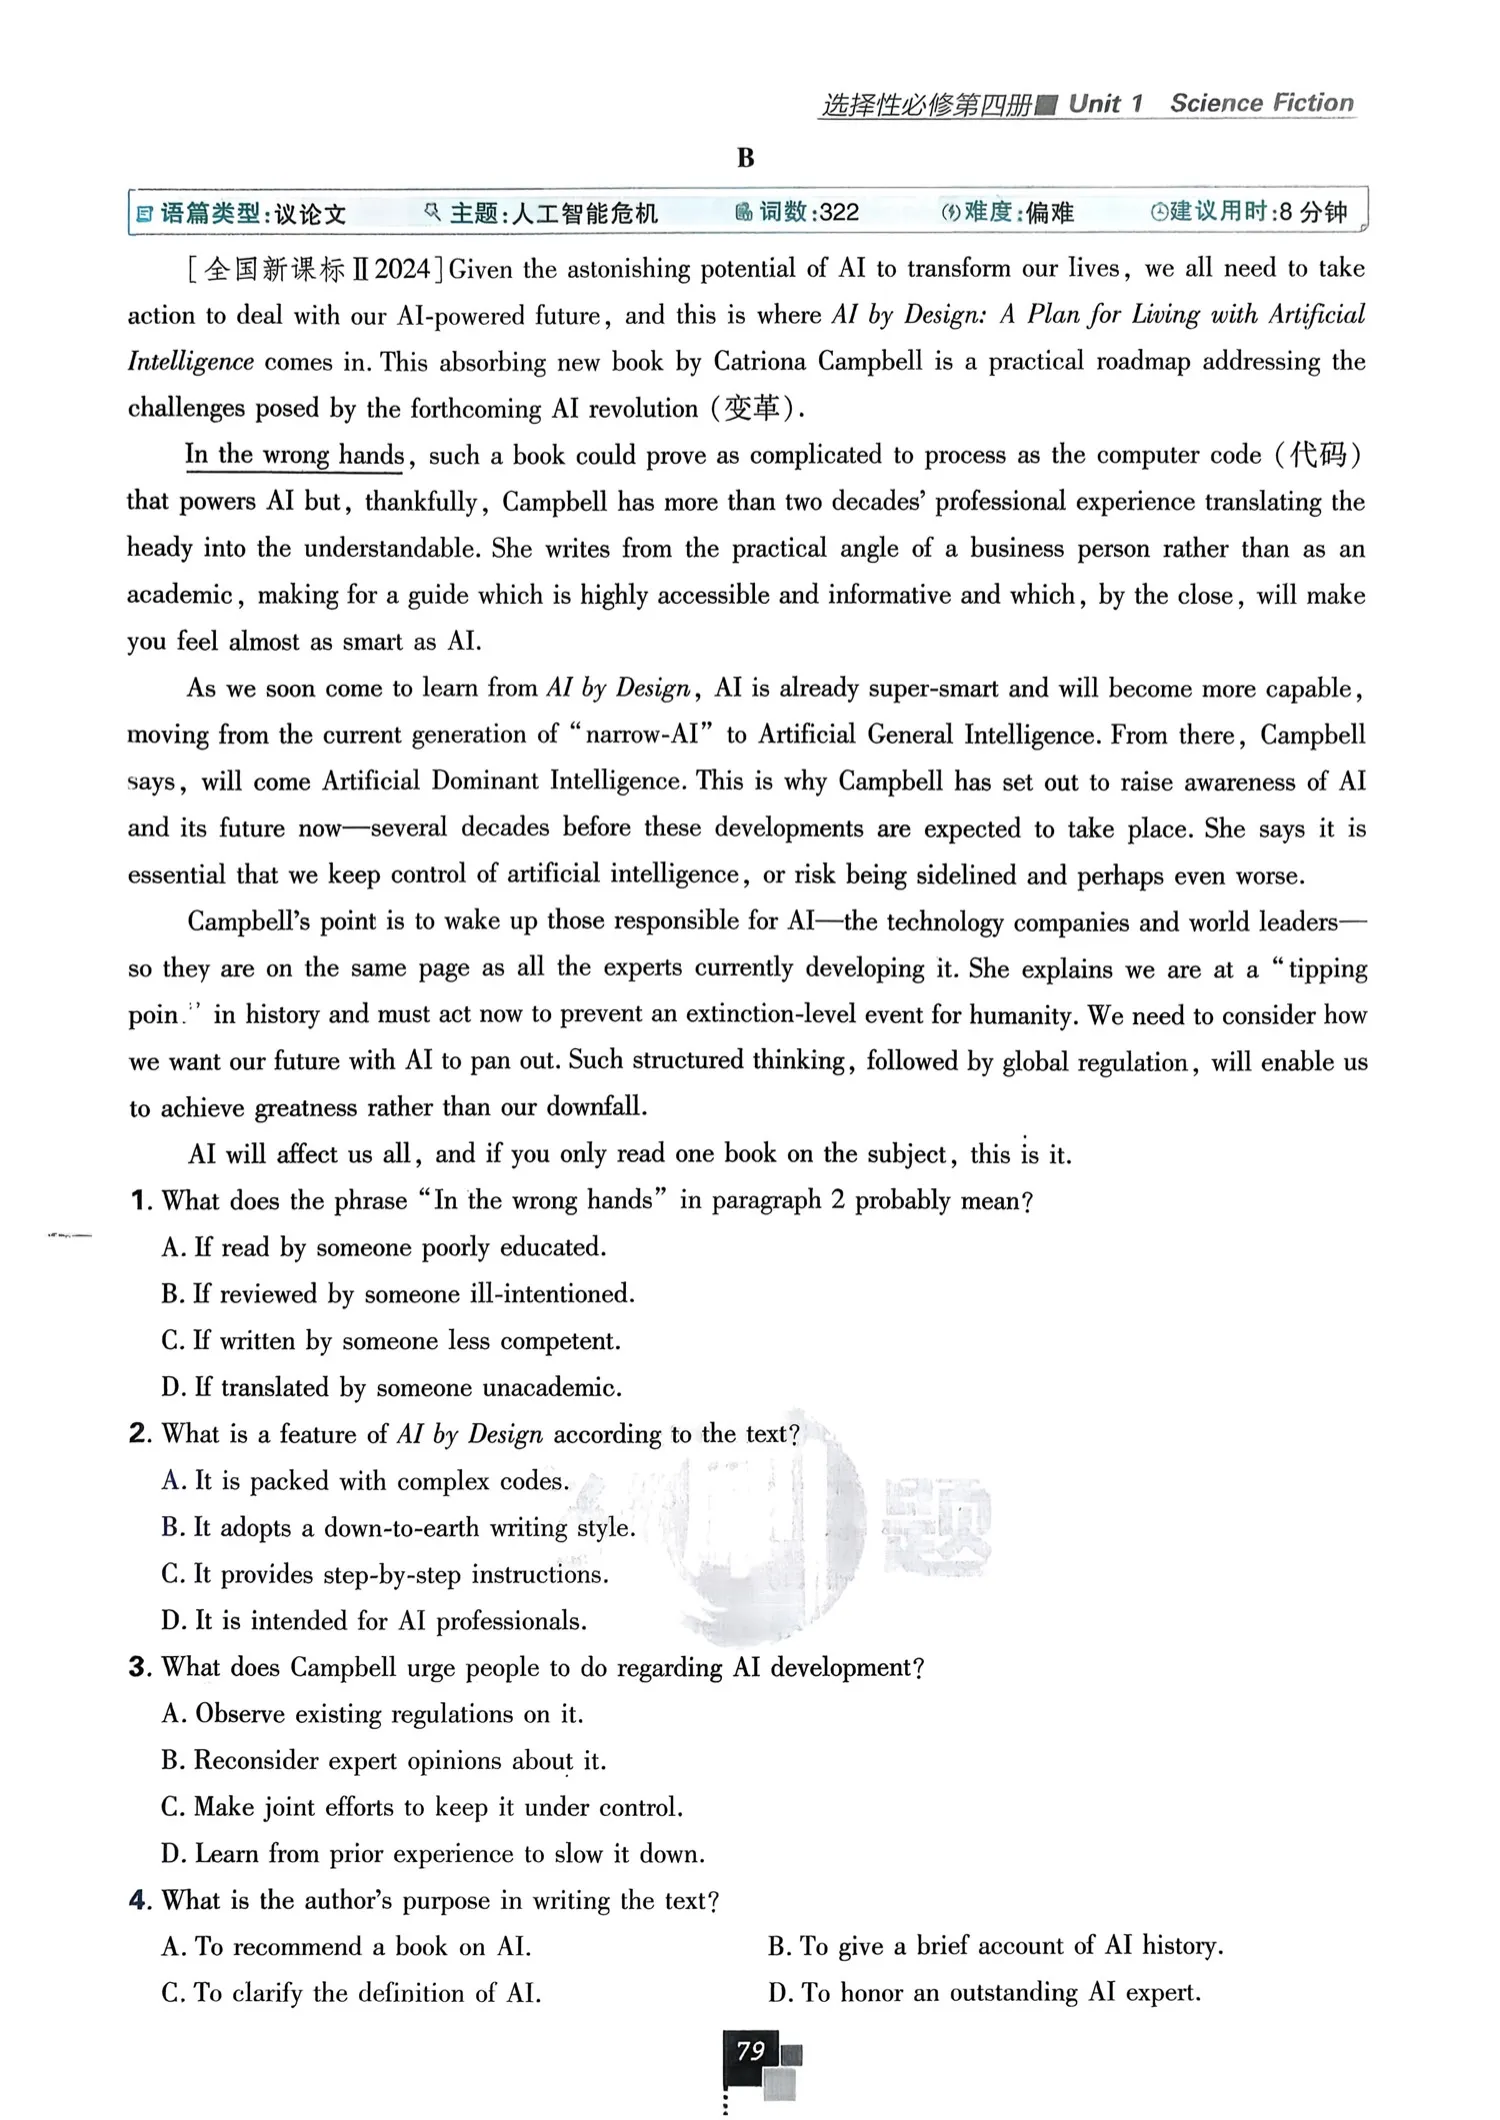 选择性必修第四册 Unit 1 Science Fiction
B
语篇类型:议论文 主题:人工智能危机 词数:322 难度:偏难 建议用时:8 分钟
[全国新课标Ⅱ2024]Given the astonishing potential of AI to transform our lives, we all need to take
action to deal with our AI-powered future, and this is where AI by Design: A Plan for Living with Artificial
Intelligence comes in. This absorbing new book by Catriona Campbell is a practical roadmap addressing the
challenges posed by the forthcoming AI revolution (变革).
In the wrong hands, such a book could prove as complicated to process as the computer code (代码)
that powers AI but, thankfully, Campbell has more than two decades' professional experience translating the
heady into the understandable. She writes from the practical angle of a business person rather than as an
academic, making for a guide which is highly accessible and informative and which, by the close, will make
you feel almost as smart as AI.
As we soon come to learn from AI by Design, AI is already super-smart and will become more capable,
moving from the current generation of “narrow-AI” to Artificial General Intelligence. From there, Campbell
says, will come Artificial Dominant Intelligence. This is why Campbell has set out to raise awareness of AI
and its future now—several decades before these developments are expected to take place. She says it is
essential that we keep control of artificial intelligence, or risk being sidelined and perhaps even worse.
Campbell's point is to wake up those responsible for AI—the technology companies and world leaders—
so they are on the same page as all the experts currently developing it. She explains we are at a “tipping
poin.” in history and must act now to prevent an extinction-level event for humanity. We need to consider how
we want our future with AI to pan out. Such structured thinking, followed by global regulation, will enable us
to achieve greatness rather than our downfall.
AI will affect us all, and if you only read one book on the subject, this is it.
1. What does the phrase “In the wrong hands” in paragraph 2 probably mean?
A. If read by someone poorly educated.
B. If reviewed by someone ill-intentioned.
C. If written by someone less competent.
D. If translated by someone unacademic.
2. What is a feature of AI by Design according to the text?
A. It is packed with complex codes.
B. It adopts a down-to-earth writing style.
C. It provides step-by-step instructions.
D. It is intended for AI professionals.
3. What does Campbell urge people to do regarding AI development?
A. Observe existing regulations on it.
B. Reconsider expert opinions about it.
C. Make joint efforts to keep it under control.
D. Learn from prior experience to slow it down.
4. What is the author's purpose in writing the text?
A. To recommend a book on AI. B. To give a brief account of AI history.
C. To clarify the definition of AI. D. To honor an outstanding AI expert.
题
79